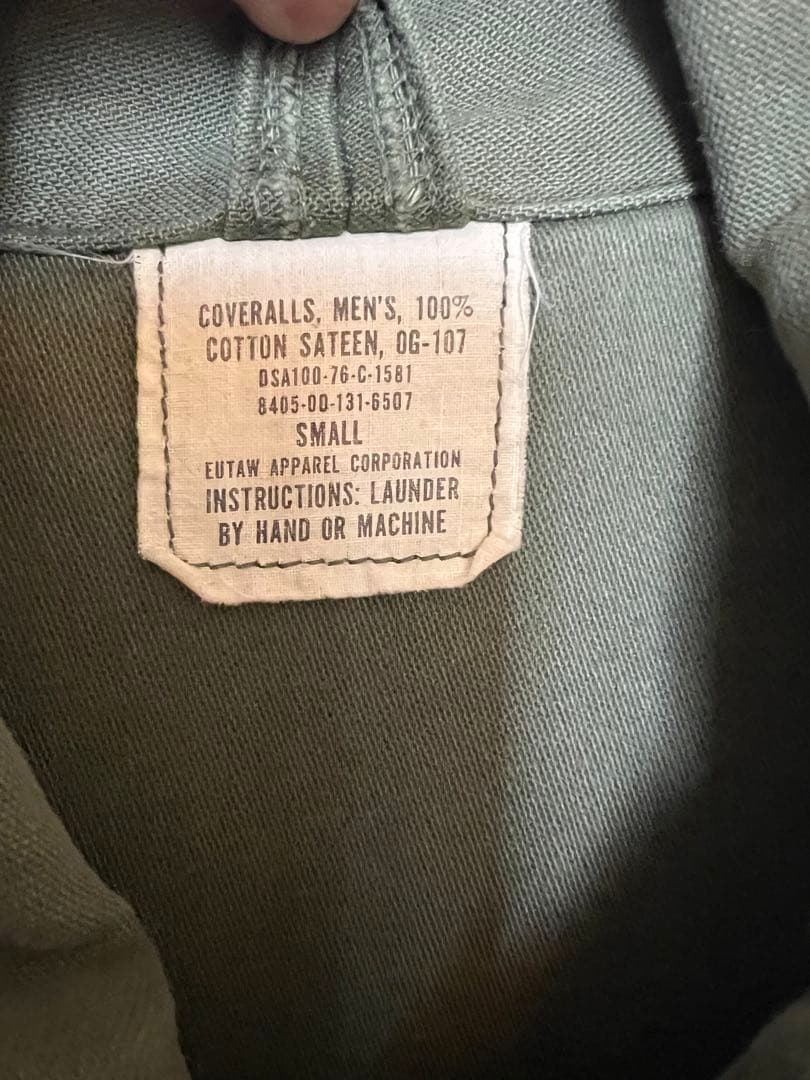 COVERALLS, MEN'S, 100%
COTTON SATEEN, OG-107
DSA100-76-C-1581
8405-00-131-6507
SMALL
EUTAW APPAREL CORPORATION
INSTRUCTIONS: LAUNDER
BY HAND OR MACHINE